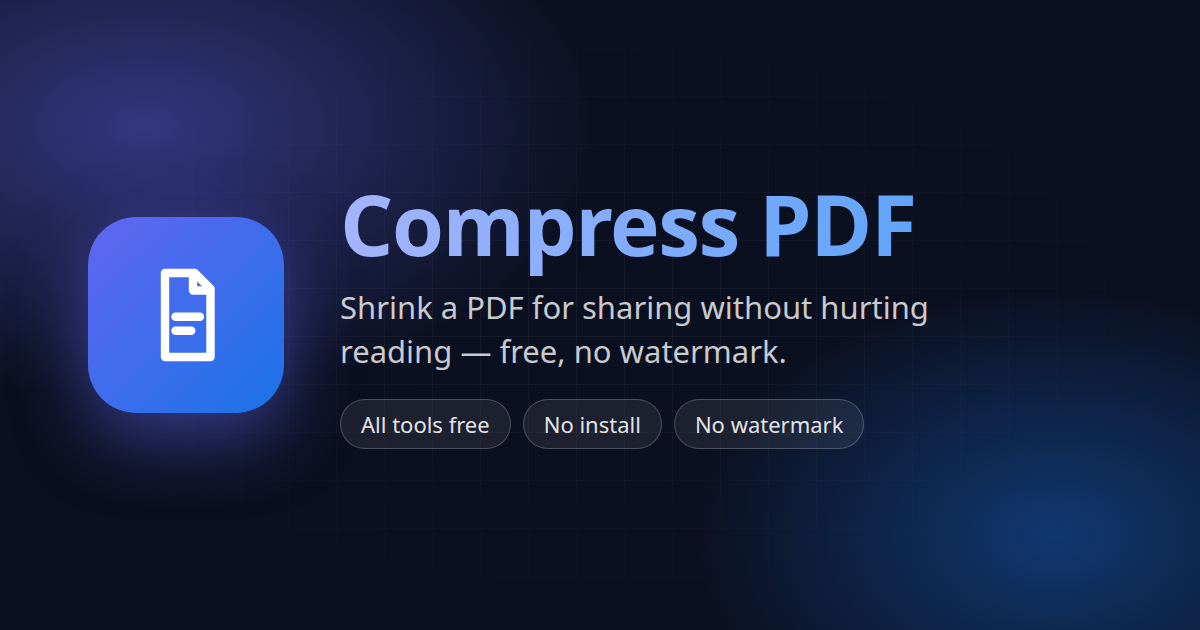 Compress PDF
Shrink a PDF for sharing without hurting
reading — free, no watermark.
All tools free
No install
No watermark